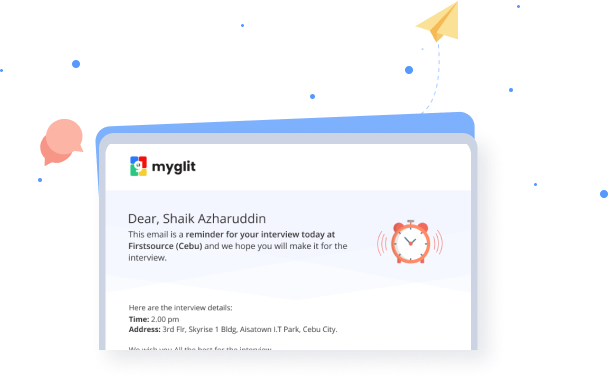 myglit
Dear, Shaik Azharuddin
This email is a reminder for your interview today at
Firstsource (Cebu) and we hope you will make it for the
interview.
Here are the interview details:
Time: 2.00 pm
Address: 3rd Flr, Skyrise 1 Bldg, Aisatown I.T Park, Cebu City.
We wish you All the best for the interview